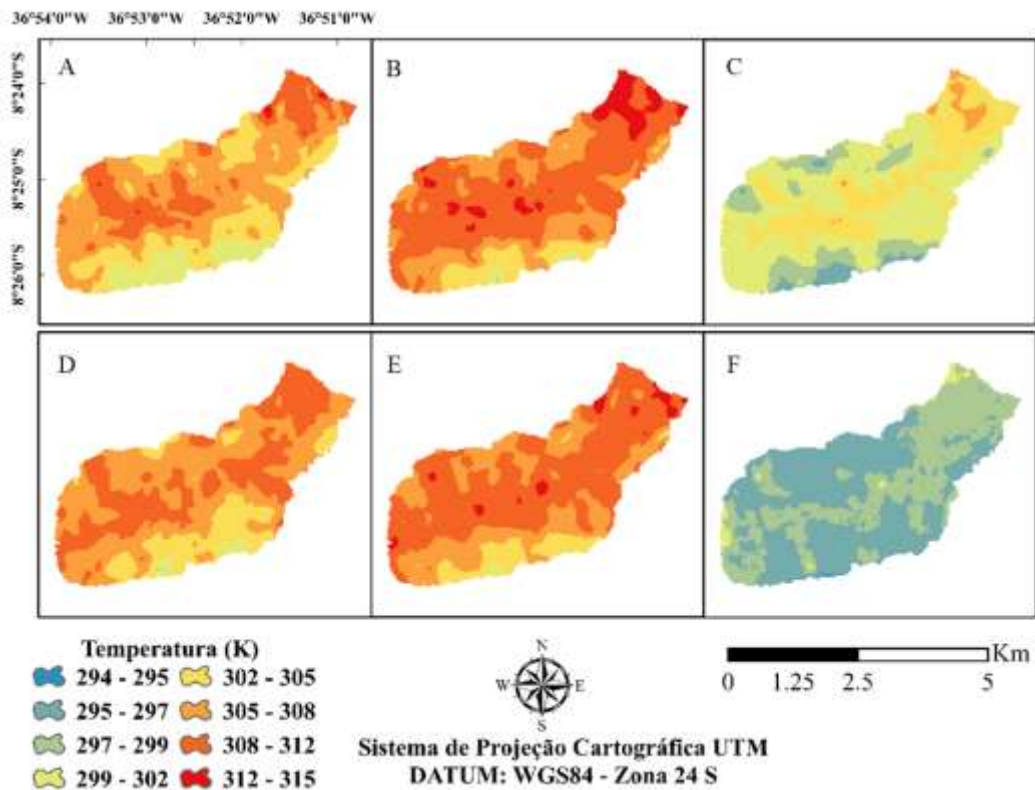 36°54'0"W 36°53'0"W 36°52'0"W 36°51'0"W
8°24'0"S
8°25'0"S
8°26'0"S
A
B
C
D
E
F
Temperatura (K)
294 - 295
302 - 305
295 - 297
305 - 308
297 - 299
308 - 312
299 - 302
312 - 315
N
W
E
S
Sistema de Projeção Cartográfica UTM
DATUM: WGS84 - Zona 24 S
Km
0 1.25 2.5 5